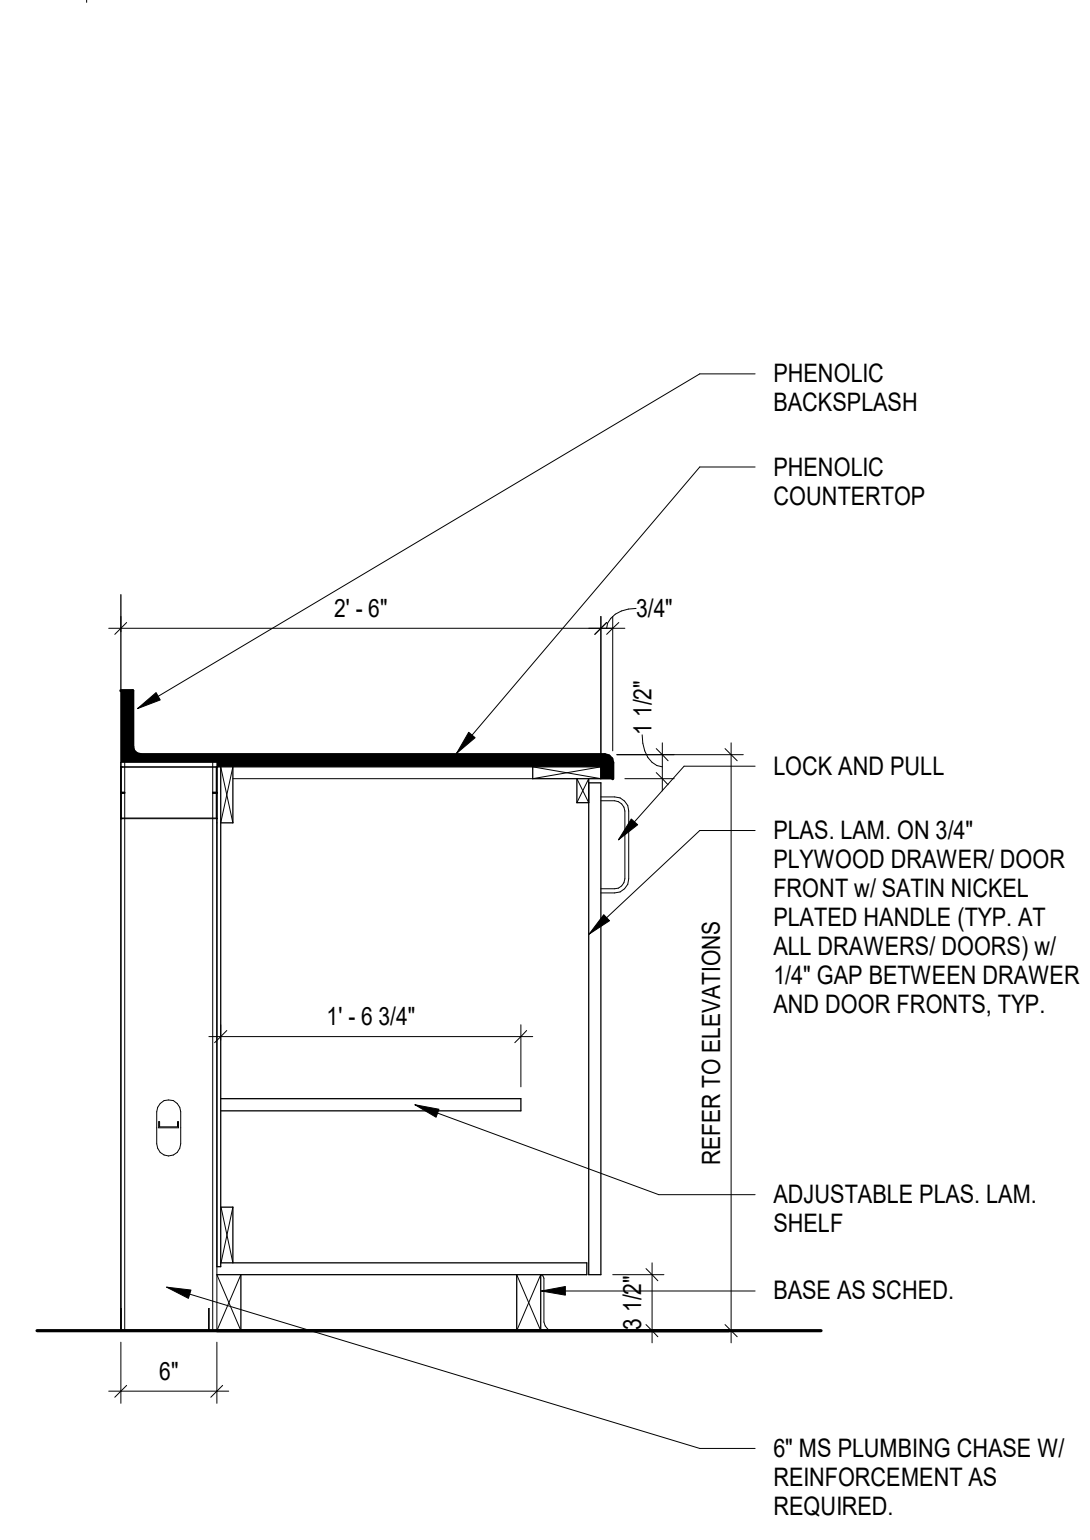 PHENOLIC
BACKSPLASH
PHENOLIC
COUNTERTOP
2' - 6"
3/4"
1 1/2"
LOCK AND PULL
PLAS. LAM. ON 3/4"
PLYWOOD DRAWER/ DOOR
FRONT w/ SATIN NICKEL
PLATED HANDLE (TYP. AT
ALL DRAWERS/ DOORS) w/
1/4" GAP BETWEEN DRAWER
AND DOOR FRONTS, TYP.
REFER TO ELEVATIONS
1' - 6 3/4"
ADJUSTABLE PLAS. LAM.
SHELF
BASE AS SCHED.
3 1/2"
6"
6" MS PLUMBING CHASE W/
REINFORCEMENT AS
REQUIRED.